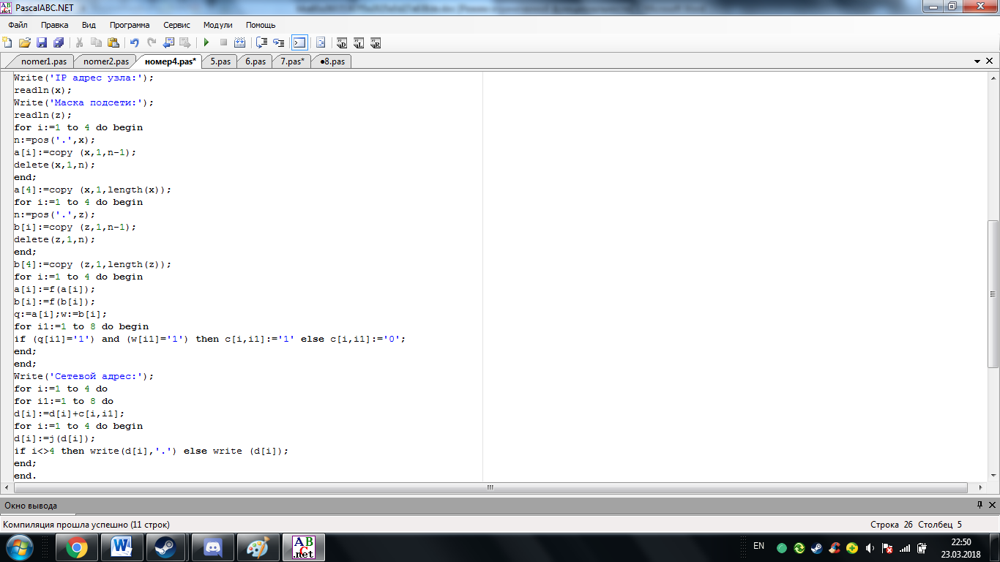 PascalABC.NET
Файл Правка Вид Программа Сервис Модули Помощь
nomer1.pas nomer2.pas номер4.pas* 5.pas 6.pas 7.pas* •8.pas
Write('IP адрес узла:');
readln(x);
Write('Маска подсети:');
readln(z);
for i:=1 to 4 do begin
n:=pos('.',x);
a[i]:=copy (x,1,n-1);
delete(x,1,n);
end;
a[4]:=copy (x,1,length(x));
for i:=1 to 4 do begin
n:=pos('.',z);
b[i]:=copy (z,1,n-1);
delete(z,1,n);
end;
b[4]:=copy (z,1,length(z));
for i:=1 to 4 do begin
a[i]:=f(a[i]);
b[i]:=f(b[i]);
q:=a[i];w:=b[i];
for i1:=1 to 8 do begin
if (q[i1]='1') and (w[i1]='1') then c[i,i1]:='1' else c[i,i1]:='0';
end;
end;
Write('Сетевой адрес:');
for i:=1 to 4 do
for i1:=1 to 8 do
d[i]:=d[i]+c[i,i1];
for i:=1 to 4 do begin
d[i]:=j(d[i]);
if i<>4 then write(d[i],'.') else write (d[i]);
end;
end.
Окно вывода
Компиляция прошла успешно (11 строк) Строка 26 Столбец 5
EN 22:50
23.03.2018